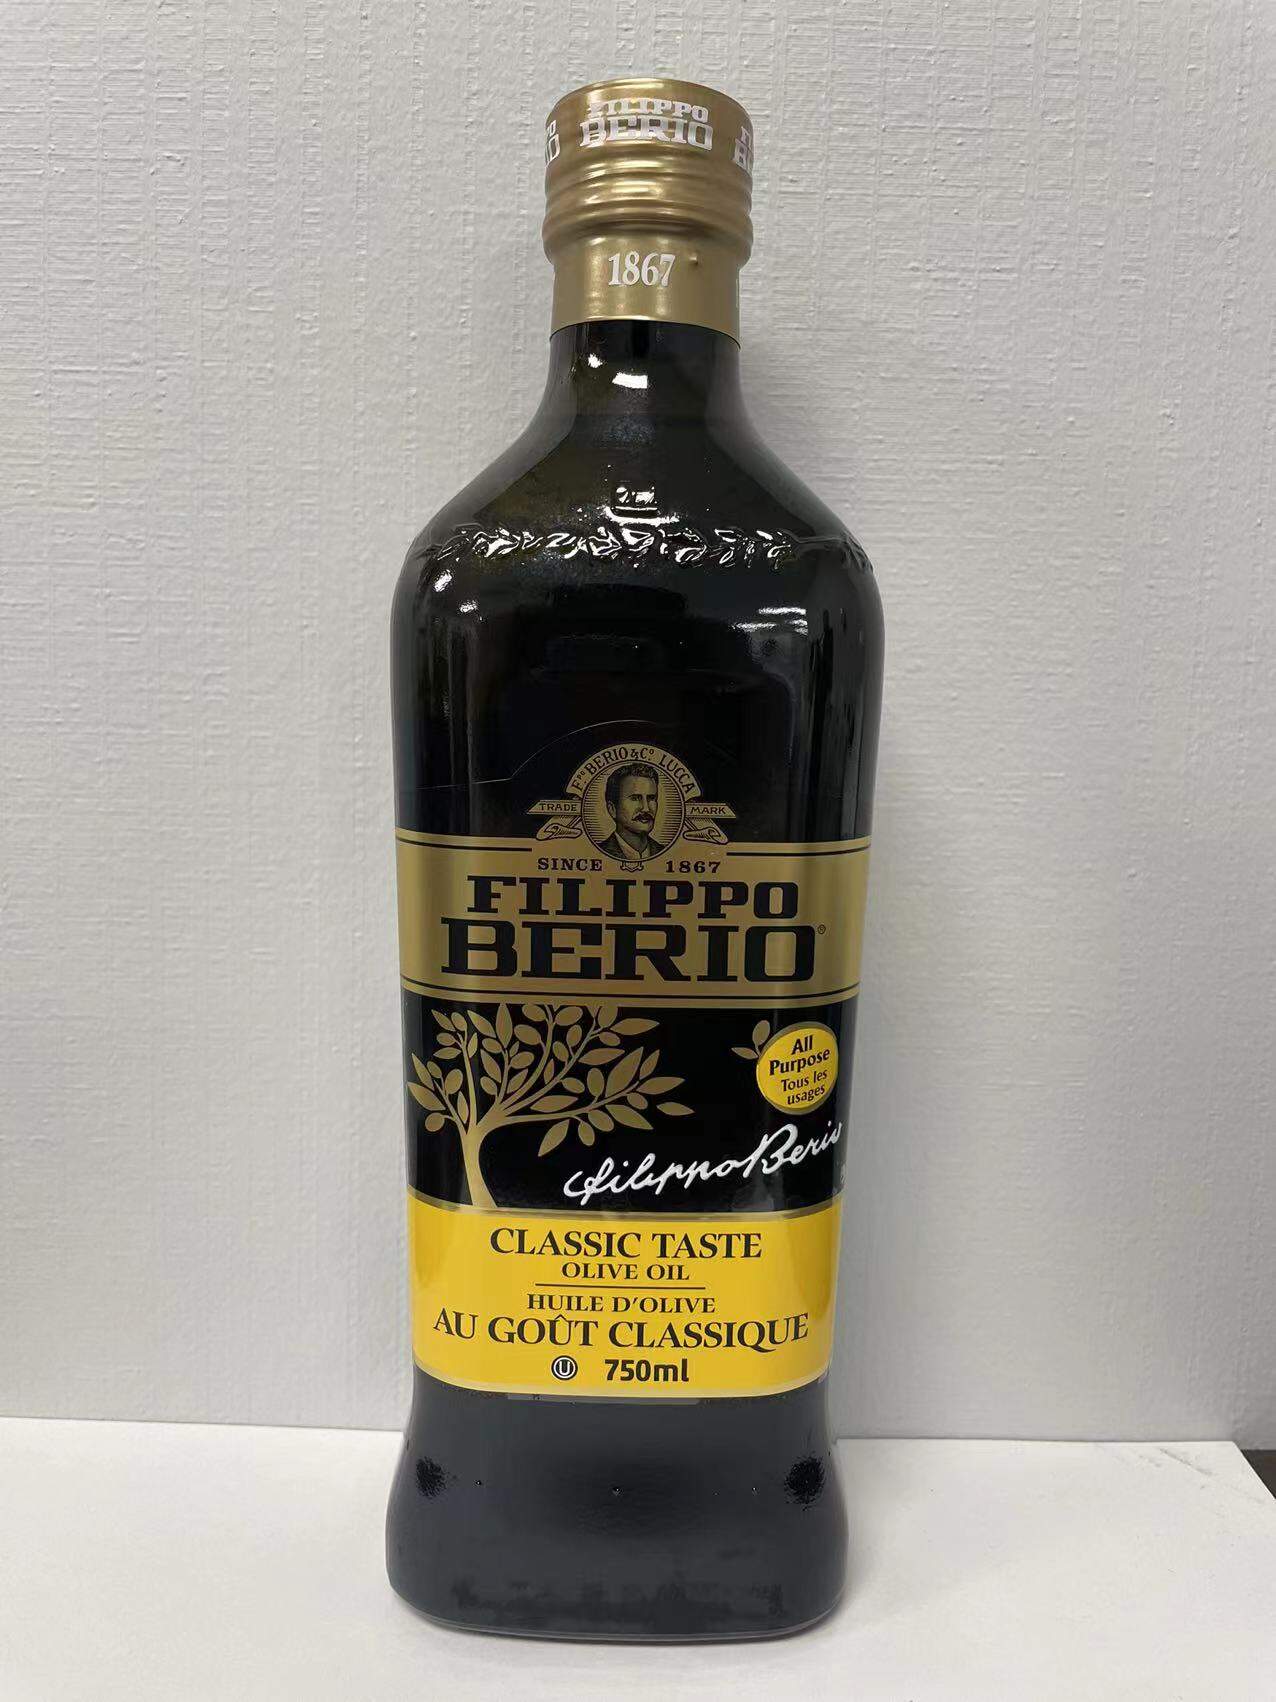 FILIPPO
BERIO
1867
F.PO BERIO & C.O LUCCA
TRADE MARK
SINCE 1867
FILIPPO
BERIO®
All
Purpose
Tous les
usages
Filippo Berio
CLASSIC TASTE
OLIVE OIL
HUILE D'OLIVE
AU GOÛT CLASSIQUE
U 750ml